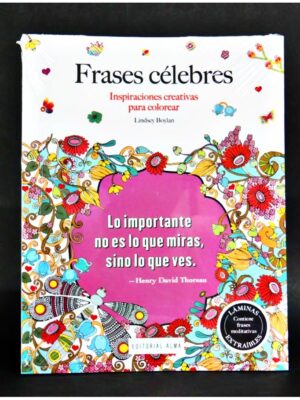 Frases célebres
Inspiraciones creativas
para colorear
Lindsey Boylan
Lo importante
no es lo que miras,
sino lo que ves.
—Henry David Thoreau
LÁMINAS
Contiene
frases
meditativas
EXTRAÍBLES
EDITORIAL ALMA